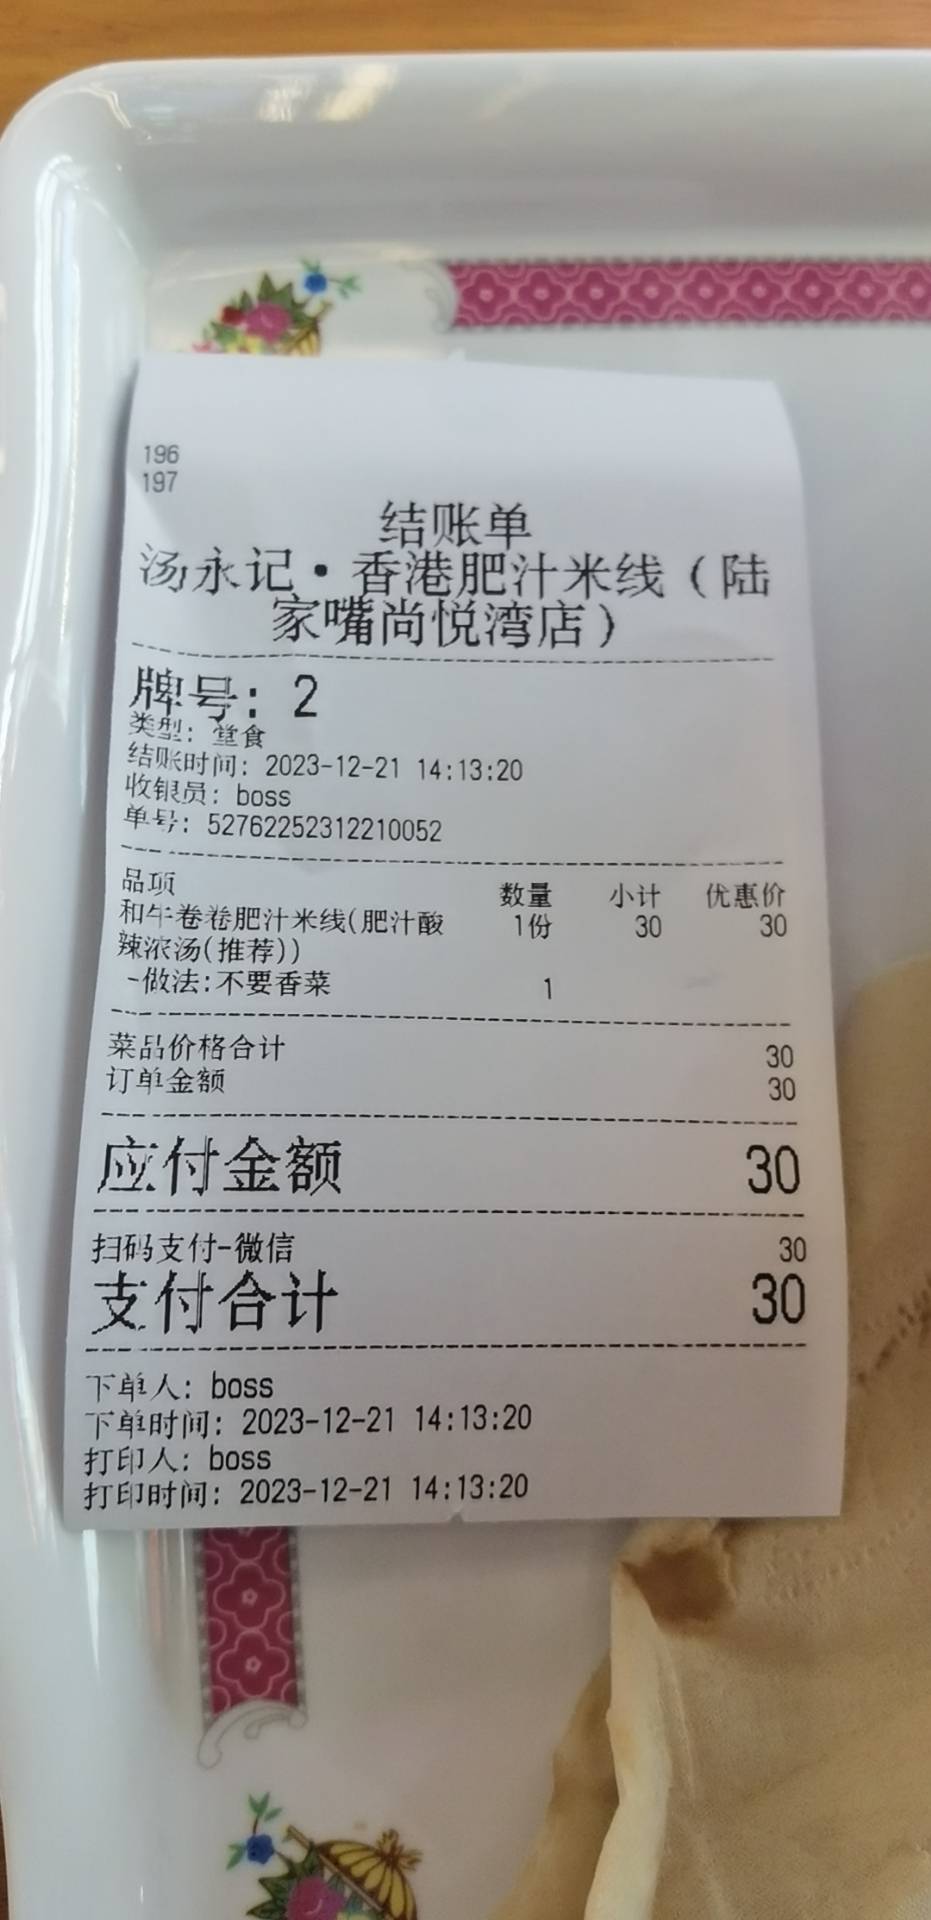 196
197
结账单
汤永记·香港肥汁米线(陆
家嘴尚悦湾店)
牌号: 2
类型: 堂食
结账时间: 2023-12-21 14:13:20
收银员: boss
单号: 52762252312210052
品项 数量 小计 优惠价
和牛卷卷肥汁米线(肥汁酸 1份 30 30
辣浓汤(推荐))
-做法:不要香菜 1
菜品价格合计 30
订单金额 30
应付金额 30
扫码支付-微信 30
支付合计 30
下单人: boss
下单时间: 2023-12-21 14:13:20
打印人: boss
打印时间: 2023-12-21 14:13:20